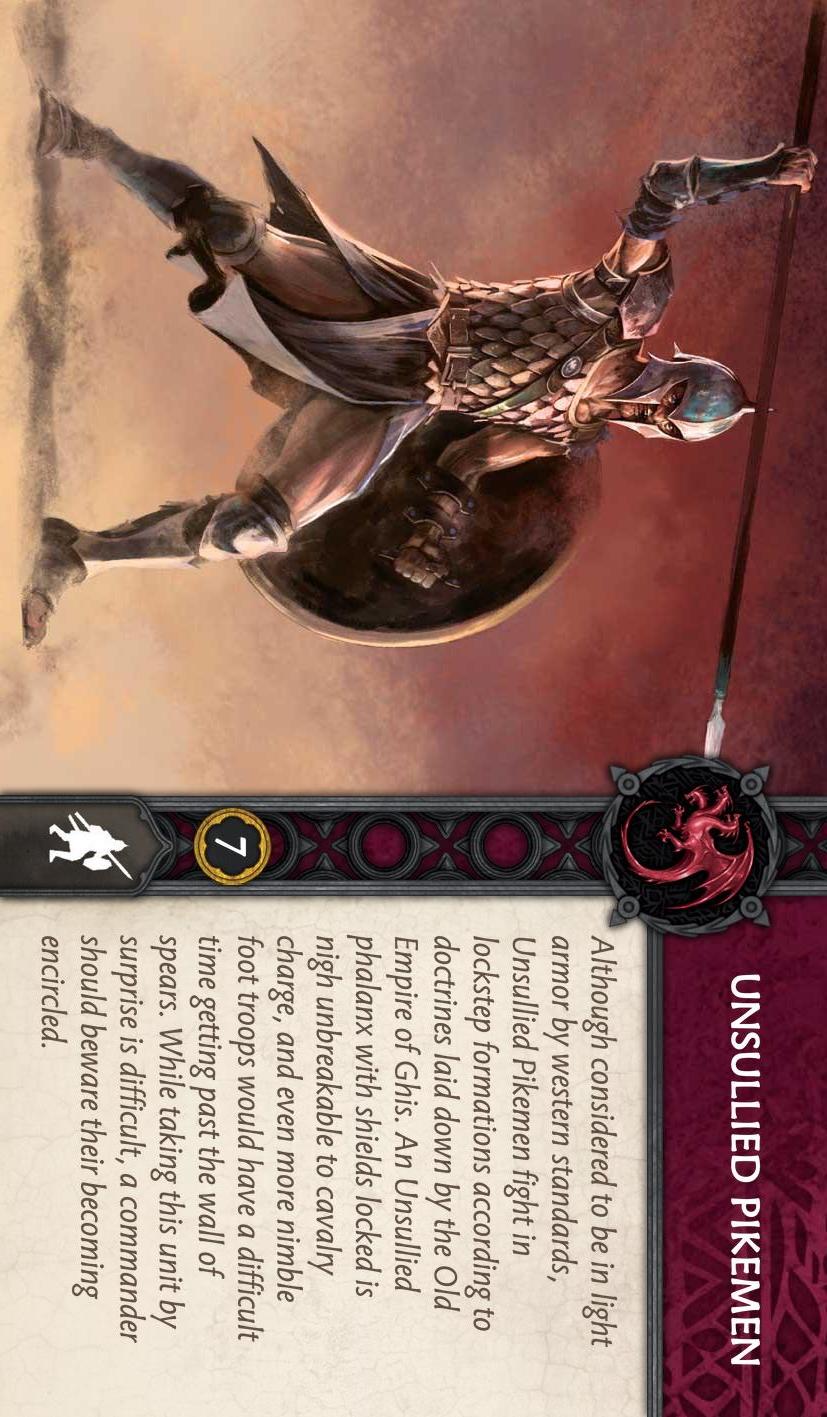 UNSULLIED PIKEMEN
Although considered to be in light
armor by western standards,
Unsullied Pikemen fight in
lockstep formations according to
doctrines laid down by the Old
Empire of Ghis. An Unsullied
phalanx with shields locked is
nigh unbreakable to cavalry
charge, and even more nimble
foot troops would have a difficult
time getting past the wall of
spears. While taking this unit by
surprise is difficult, a commander
should beware their becoming
encircled.
7